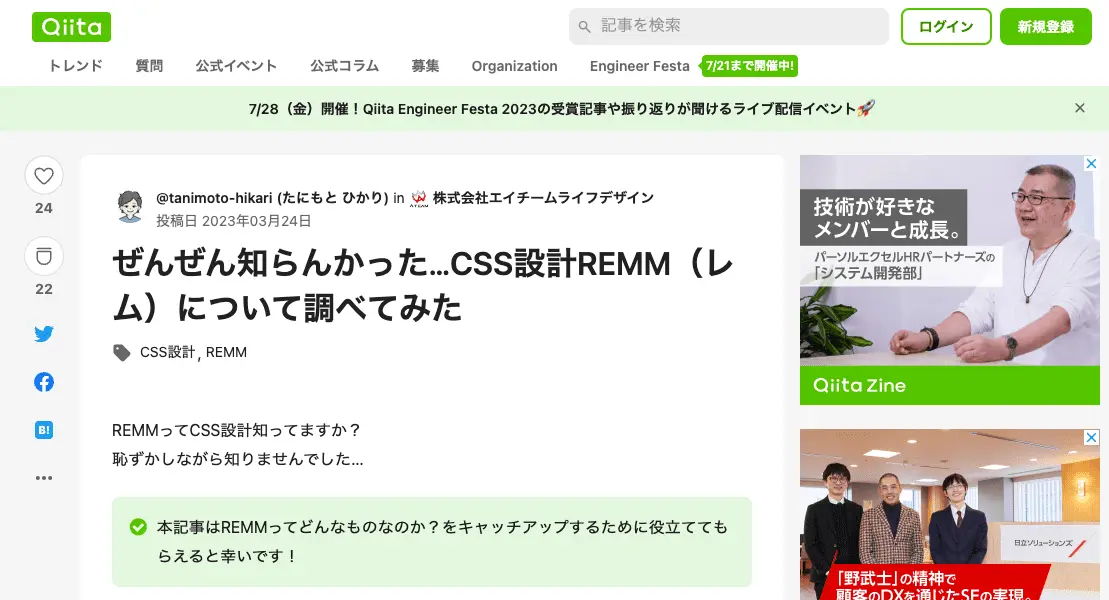 Qiita
記事を検索
ログイン
新規登録
トレンド
質問
公式イベント
公式コラム
募集
Organization
Engineer Festa
7/21まで開催中!
7/28（金）開催！Qiita Engineer Festa 2023の受賞記事や振り返りが聞けるライブ配信イベント🚀
24
22
B!
@tanimoto-hikari (たにもと ひかり) in 株式会社エイチームライフデザイン
投稿日 2023年03月24日
ぜんぜん知らんかった...CSS設計REMM（レ
ム）について調べてみた
CSS設計, REMM
REMMってCSS設計知ってますか？
恥ずかしながら知りませんでした...
本記事はREMMってどんなものなのか？をキャッチアップするために役立てても
らえると幸いです！
技術が好きな
メンバーと成長。
パーソルエクセルHRパートナーズの
「システム開発部」
Qiita Zine
日立ソリューションズ
「野武士」の精神で
顧客のDXを通じたSEの実現。